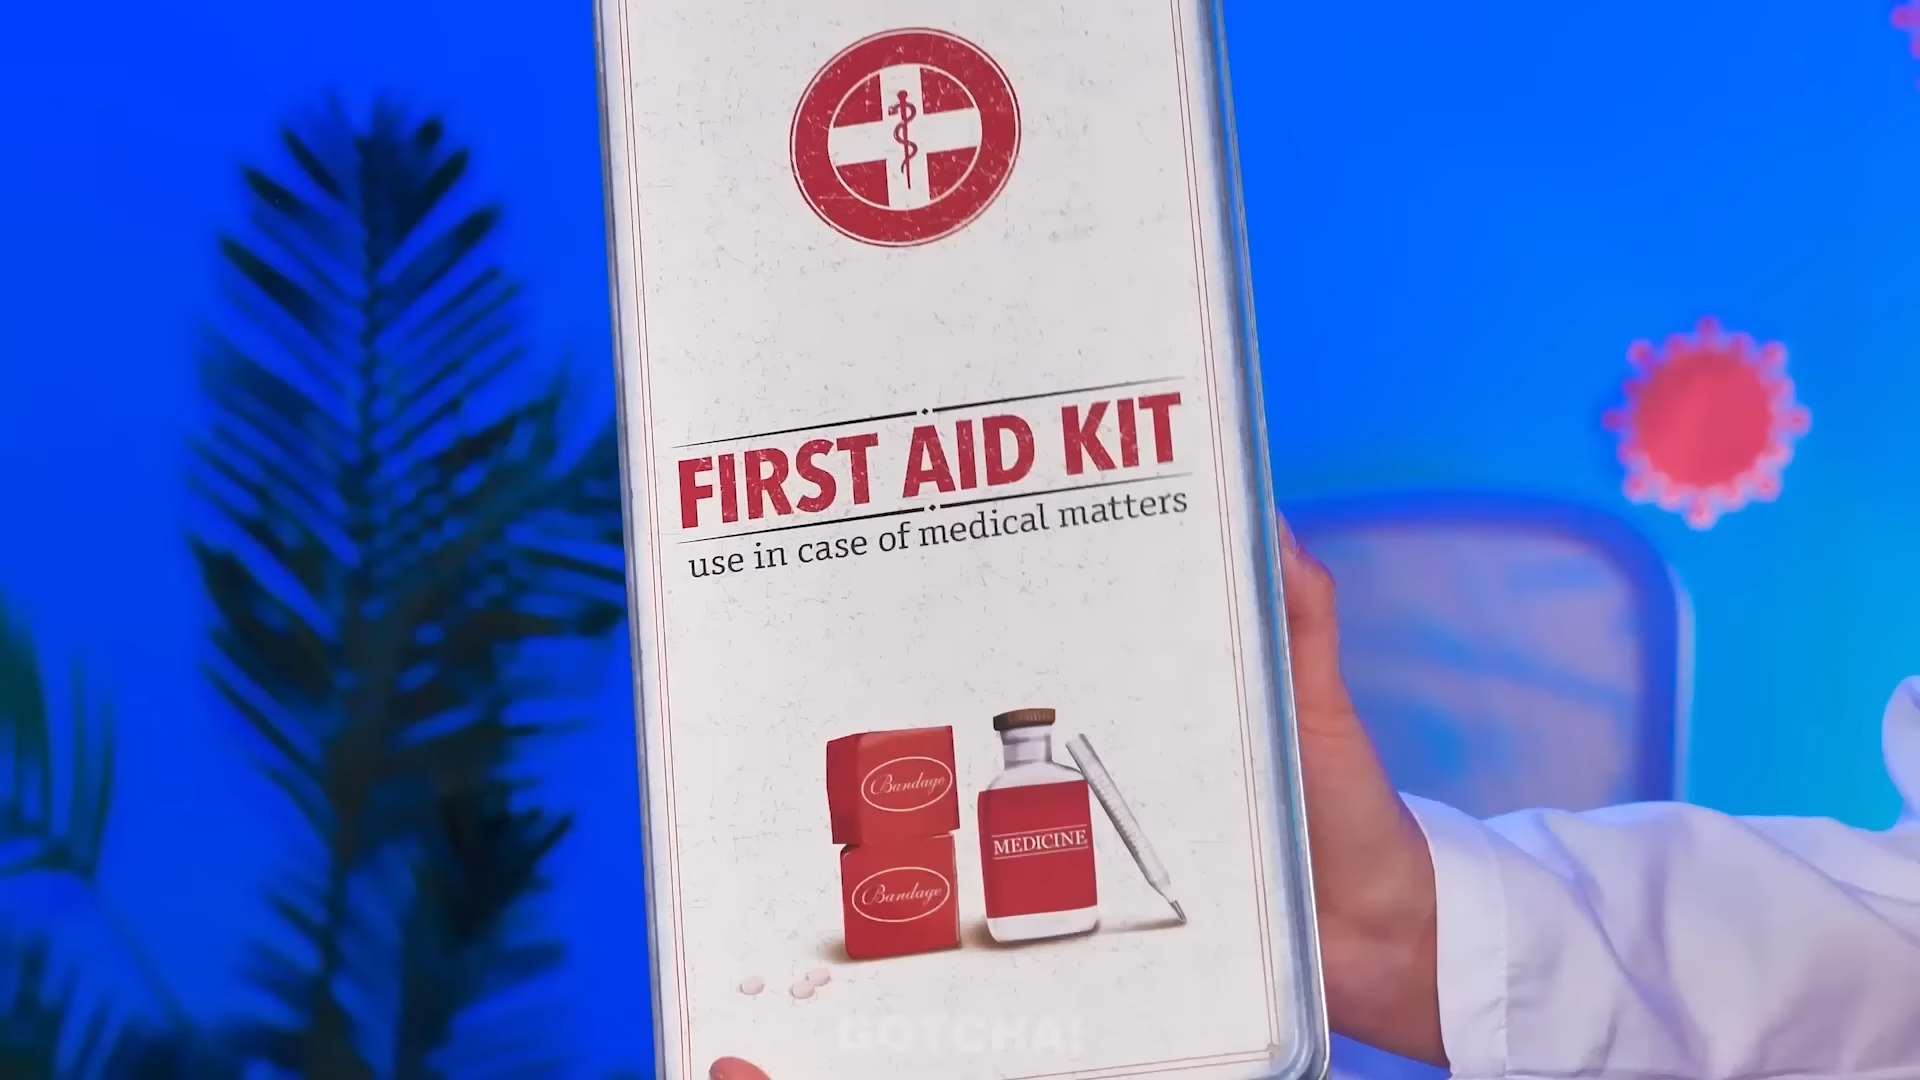 FIRST AID KIT
use in case of medical matters
Bandage
Bandage
MEDICINE
GOTCHA!